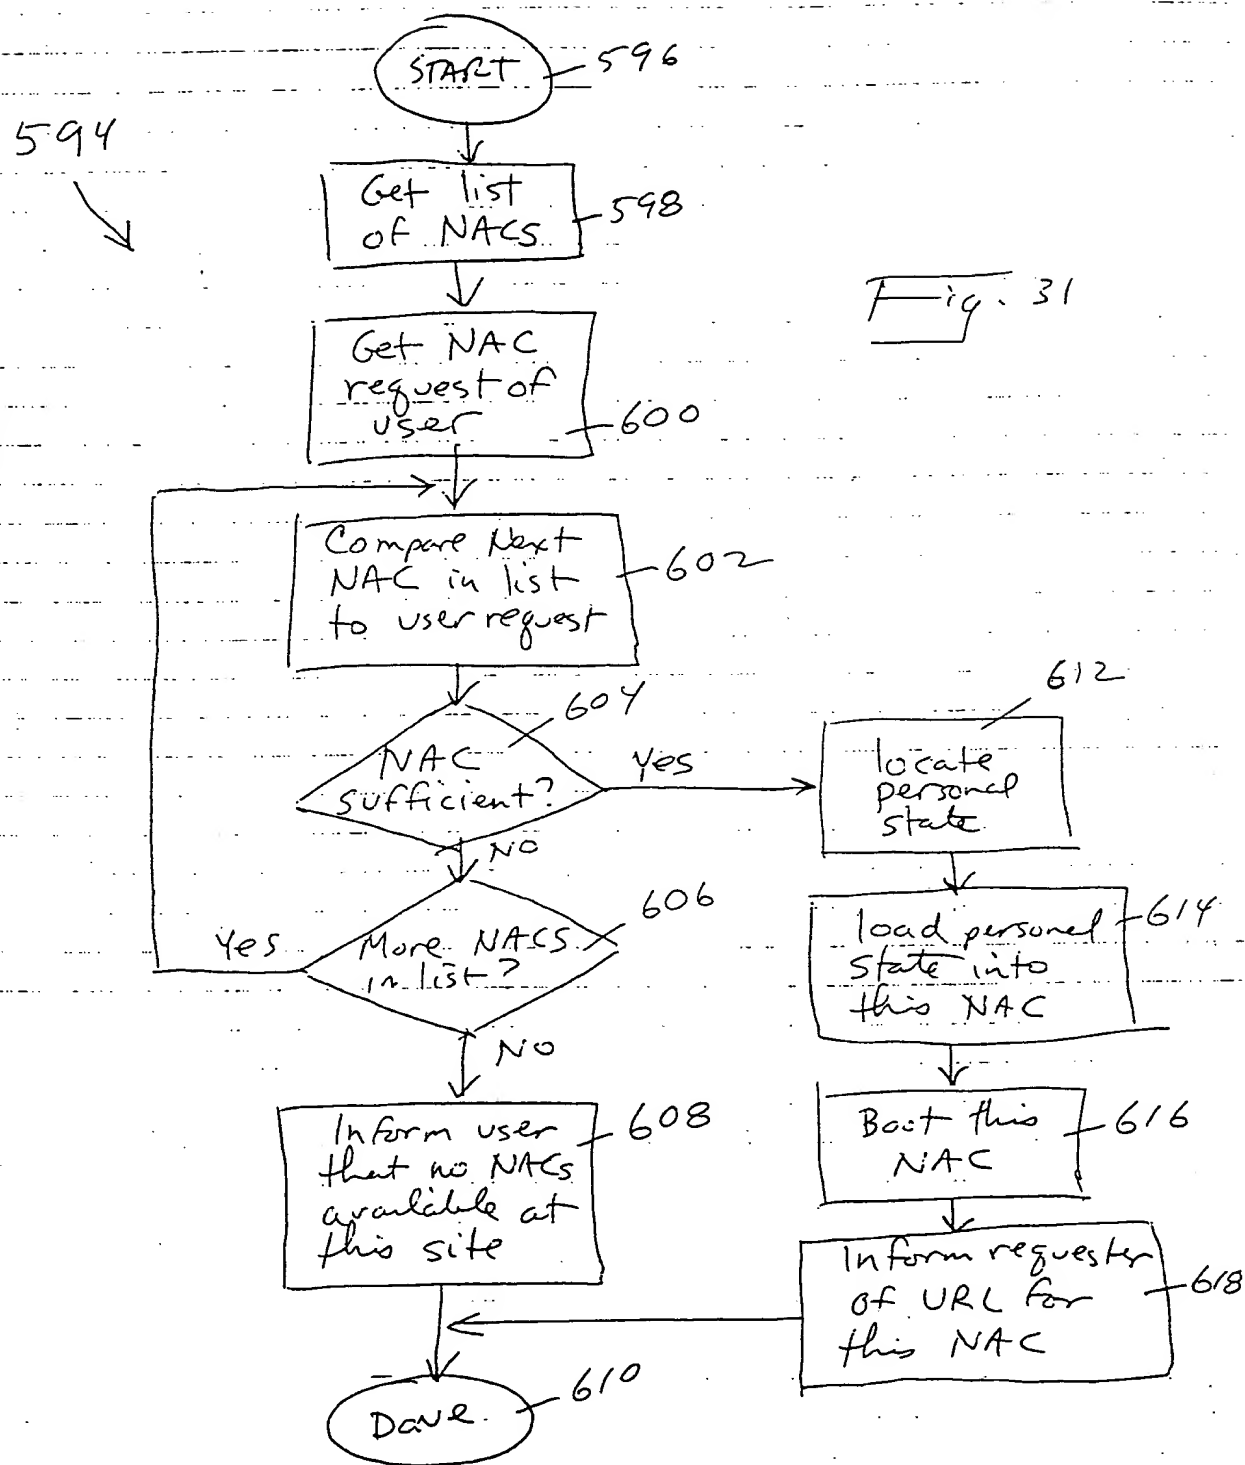 START
596
594
Get list
of NACS
598
Fig. 31
Get NAC
request of
user
600
Compare Next
NAC in list
to user request
602
604
NAC
sufficient?
Yes
NO
612
locate
personal
state
606
More NACS
in list?
Yes
NO
load personal
state into
this NAC
614
Boot this
NAC
616
Inform user
that no NACs
available at
this site
608
Inform requester
of URL for
this NAC
618
610
Done